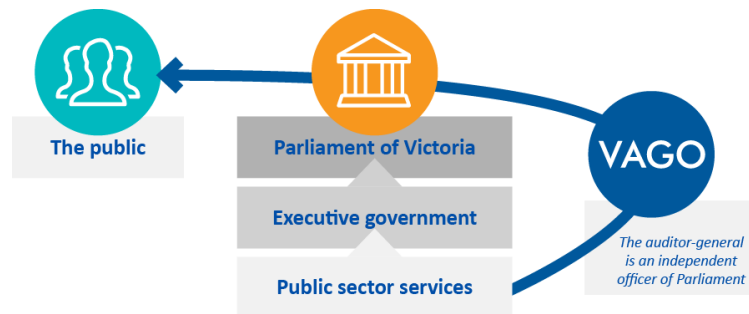 The public
Parliament of Victoria
Executive government
Public sector services
VAGO
The auditor-general
is an independent
officer of Parliament